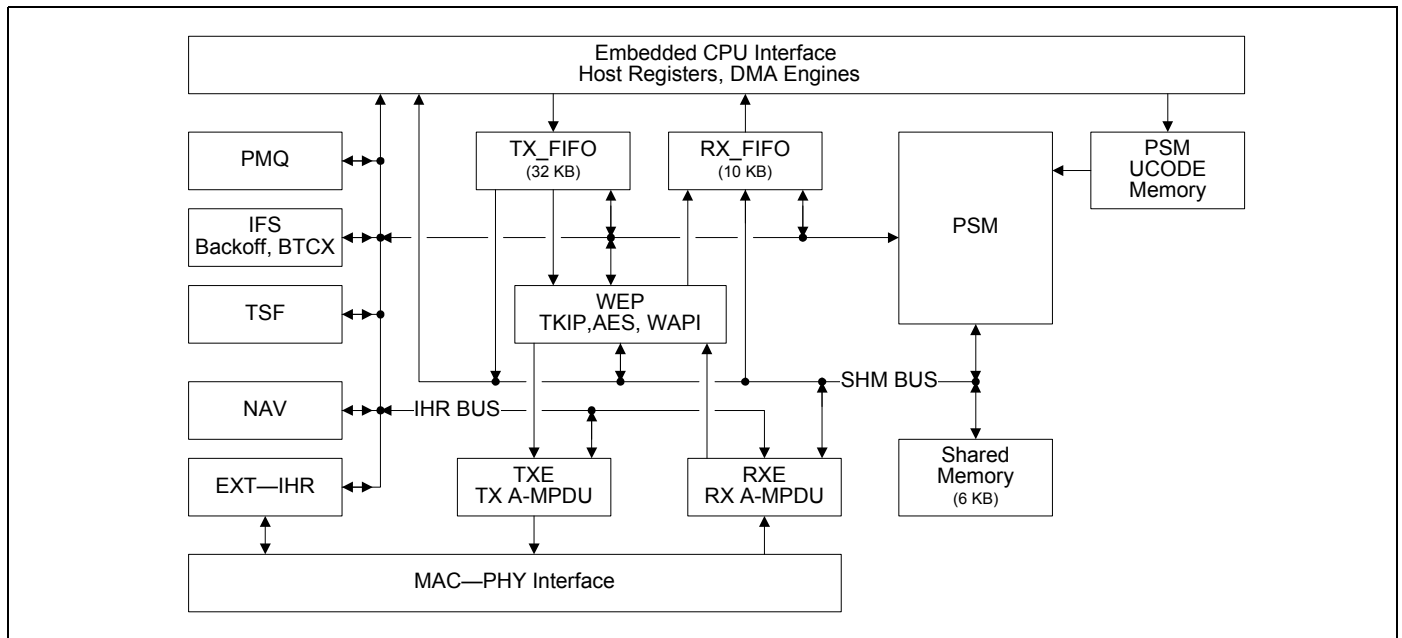 Embedded CPU Interface
Host Registers, DMA Engines
PMQ
TX_FIFO
(32 KB)
RX_FIFO
(10 KB)
PSM
PSM
UCODE
Memory
IFS
Backoff, BTCX
TSF
WEP
TKIP,AES, WAPI
SHM BUS
NAV
IHR BUS
EXT—IHR
TXE
TX A-MPDU
RXE
RX A-MPDU
Shared
Memory
(6 KB)
MAC—PHY Interface